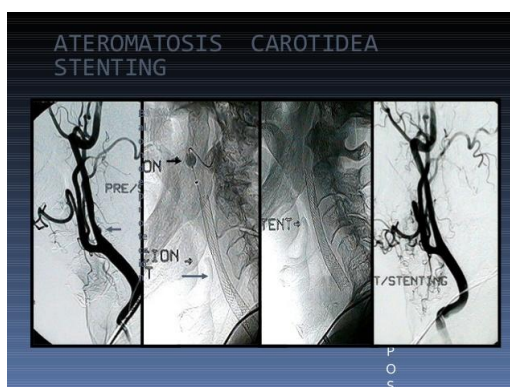 ATEROMATOSIS CAROTIDEA
STENTING
PRE/S
ON
CION
T
TENT
T/STENTING
P
O
S